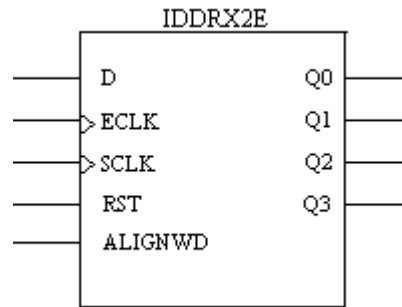 IDDRX2E
D Q0
ECLK Q1
SCLK Q2
RST Q3
ALIGNWD